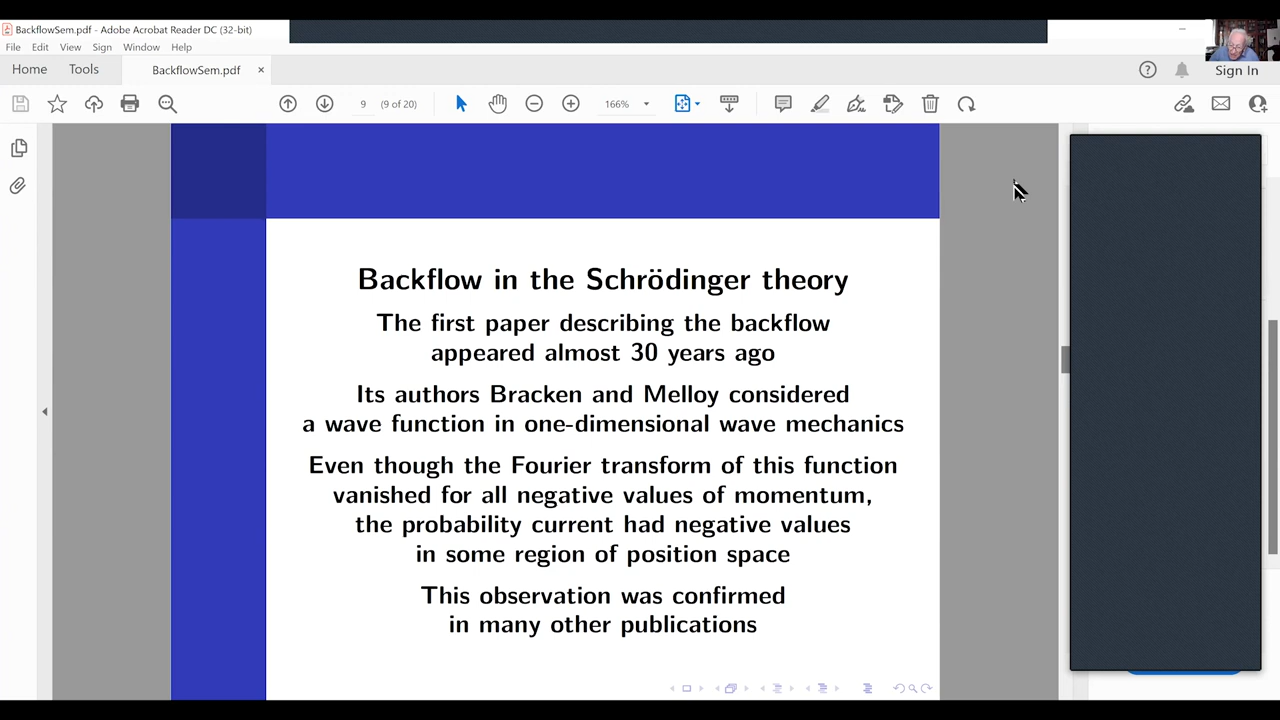 BackflowSem.pdf - Adobe Acrobat Reader DC (32-bit)
File Edit View Sign Window Help
Home Tools BackflowSem.pdf × Sign In
9 (9 of 20) 166%
Backflow in the Schrödinger theory
The first paper describing the backflow
appeared almost 30 years ago
Its authors Bracken and Melloy considered
a wave function in one-dimensional wave mechanics
Even though the Fourier transform of this function
vanished for all negative values of momentum,
the probability current had negative values
in some region of position space
This observation was confirmed
in many other publications